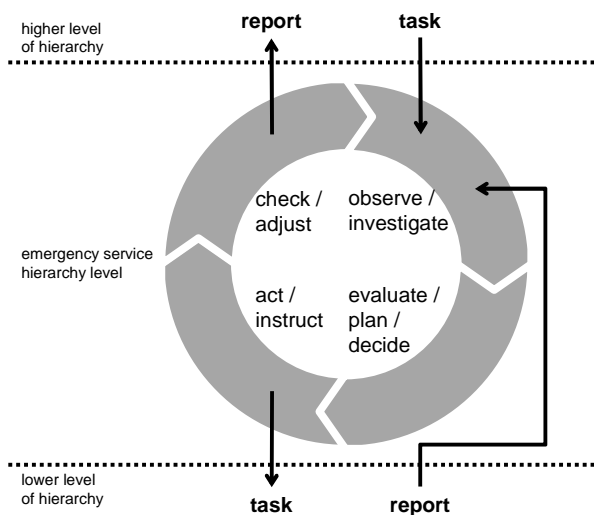 report
task
higher level
of hierarchy
check /
adjust
observe /
investigate
emergency service
hierarchy level
act /
instruct
evaluate /
plan /
decide
lower level
of hierarchy
task
report